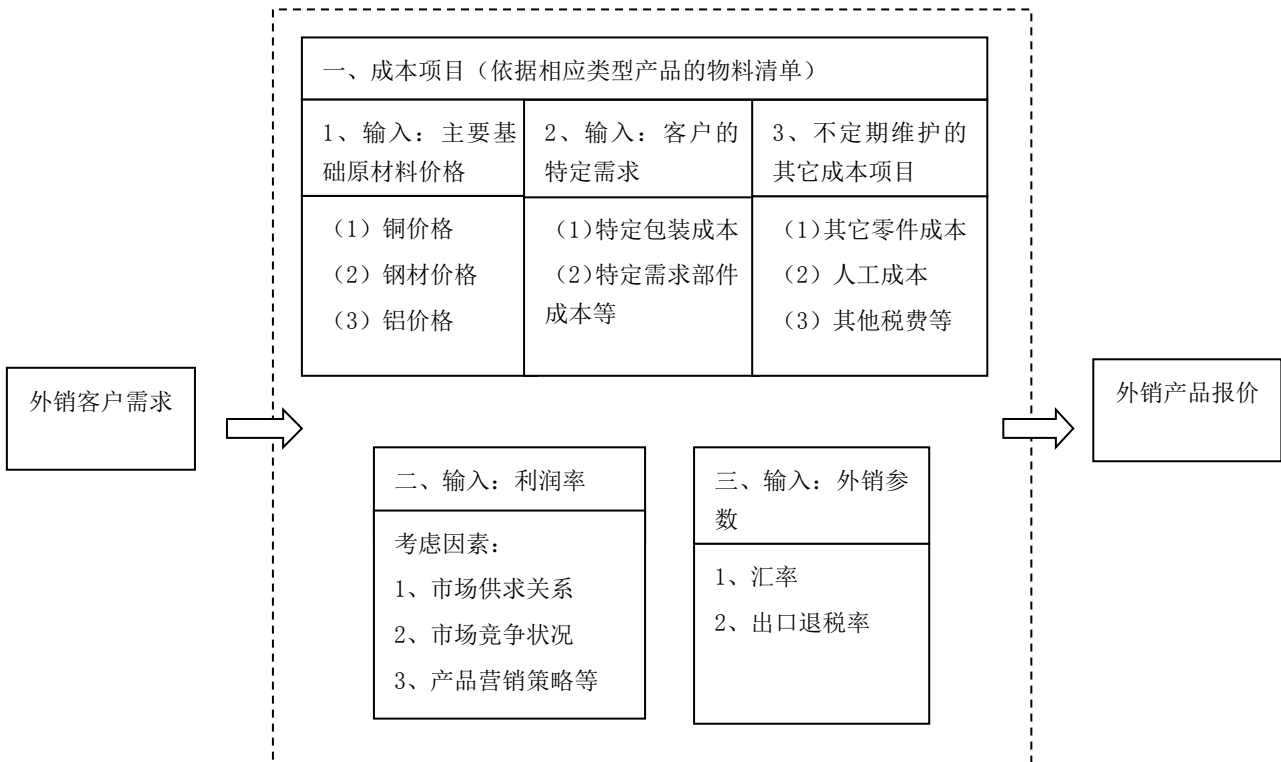 一、成本项目（依据相应类型产品的物料清单）
1、输入：主要基
础原材料价格
2、输入：客户的
特定需求
3、不定期维护的
其它成本项目
（1）铜价格
（2）钢材价格
（3）铝价格
（1）特定包装成本
（2）特定需求部件
成本等
（1）其它零件成本
（2）人工成本
（3）其他税费等
外销客户需求
外销产品报价
二、输入：利润率
考虑因素：
1、市场供求关系
2、市场竞争状况
3、产品营销策略等
三、输入：外销参
数
1、汇率
2、出口退税率